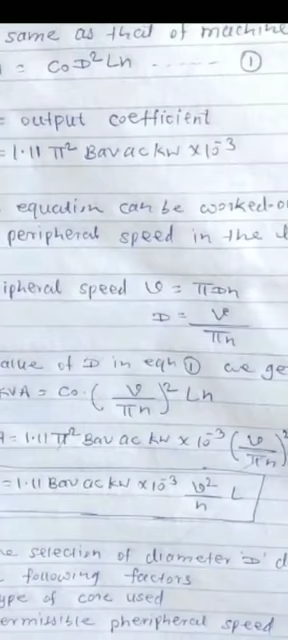 same as that of machine
= CoD²Ln ..... ①
= output coefficient
= 1.11 π² Bav ac kw × 10⁻³
equation can be worked-o
peripheral speed in the
ipheral speed v = πDn
D = v/πn
alue of D in eqn ① we ge
KVA = Co. (v/πn)² Ln
= 1.11 π² Bav ac kw × 10⁻³ (v/πn)²
= 1.11 Bav ac kw × 10⁻³ v²/n L
selection of diameter 'D' d
following factors
ype of core used
ermissible pheripheral speed